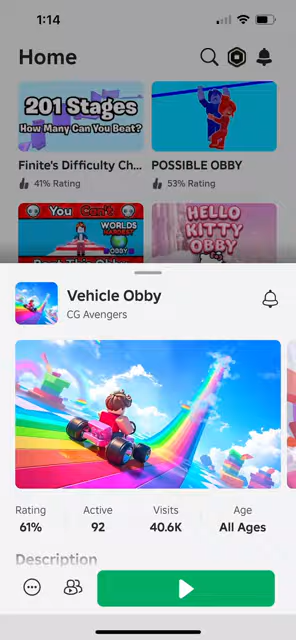 1:14
Home
201 Stages
How Many Can You Beat?
Finite's Difficulty Ch...
41% Rating
POSSIBLE OBBY
53% Rating
You Can't
WORLDS
HARDEST
OBBY
HELLO
KITTY
OBBY
Vehicle Obby
CG Avengers
Rating
61%
Active
92
Visits
40.6K
Age
All Ages
Description